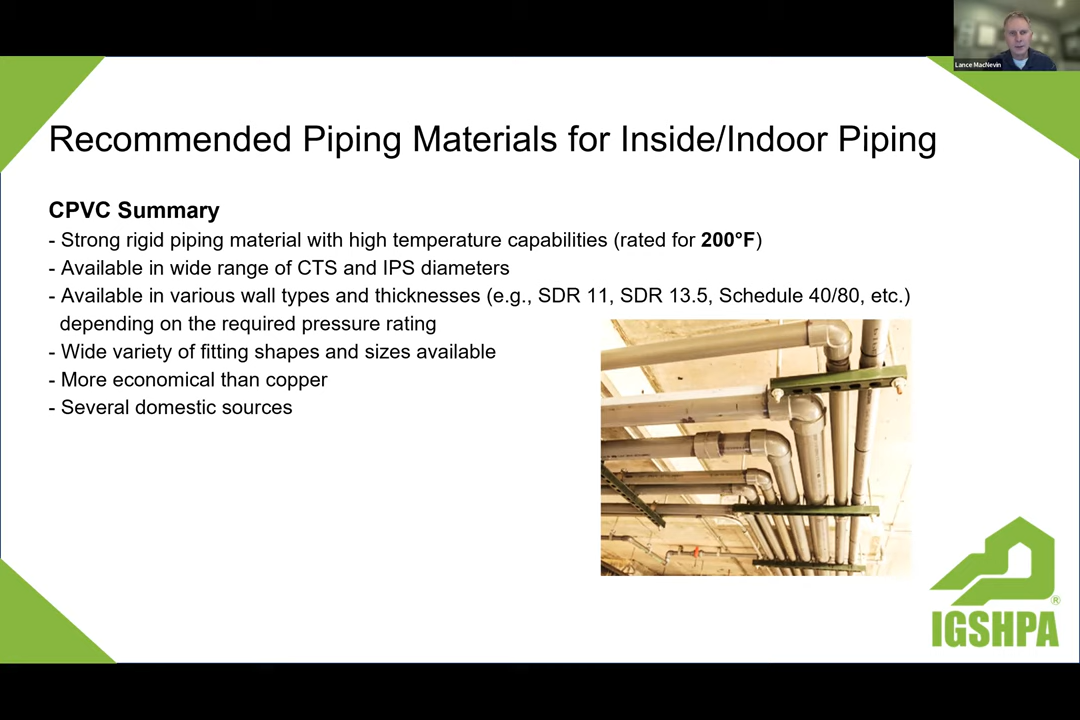 Lance MacNevin
Recommended Piping Materials for Inside/Indoor Piping
CPVC Summary
- Strong rigid piping material with high temperature capabilities (rated for 200°F)
- Available in wide range of CTS and IPS diameters
- Available in various wall types and thicknesses (e.g., SDR 11, SDR 13.5, Schedule 40/80, etc.)
depending on the required pressure rating
- Wide variety of fitting shapes and sizes available
- More economical than copper
- Several domestic sources
®
IGSHPA